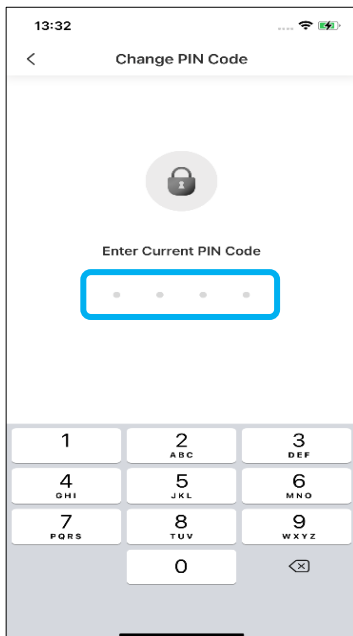 13:32
Change PIN Code
Enter Current PIN Code
1 2 3
ABC DEF
4 5 6
GHI JKL MNO
7 8 9
PQRS TUV WXYZ
0